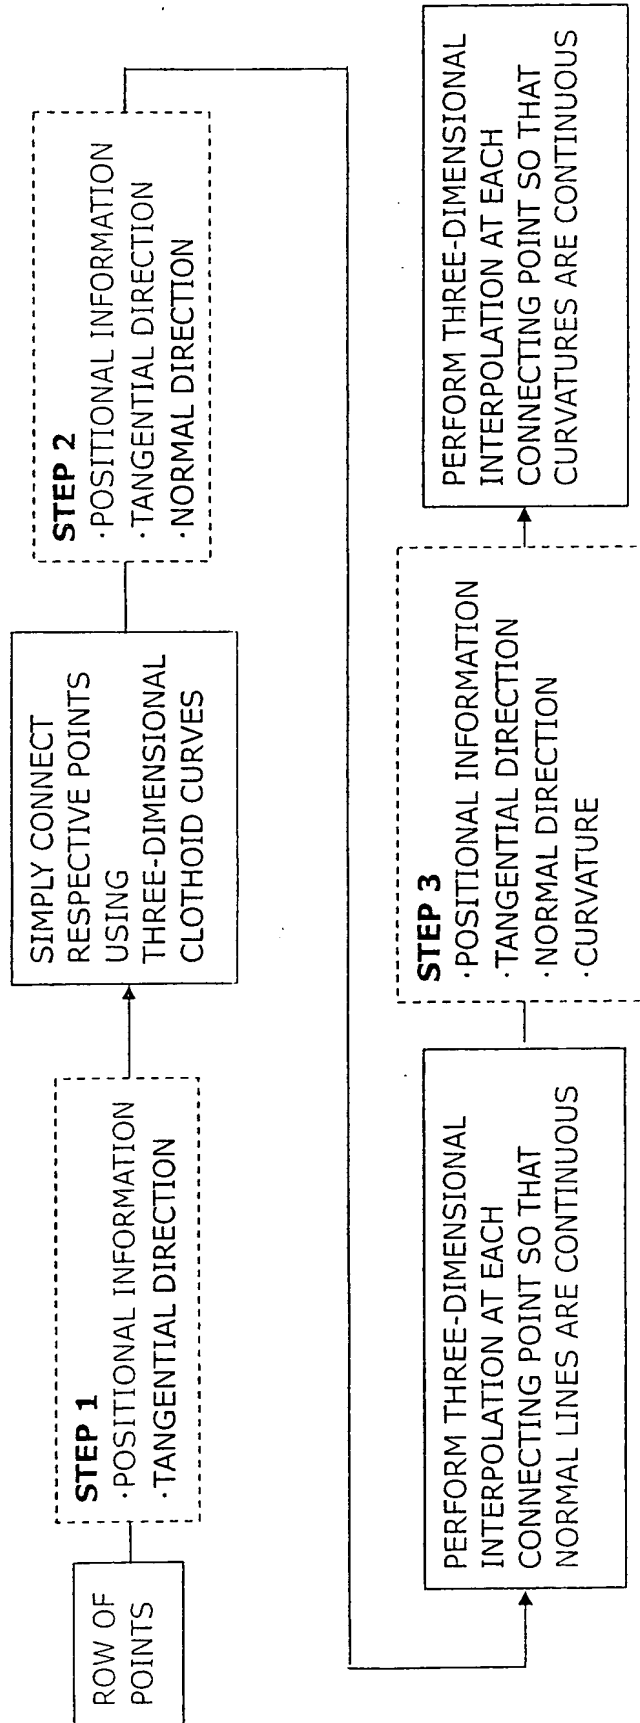 ROW OF
POINTS
STEP 1
·POSITIONAL INFORMATION
·TANGENTIAL DIRECTION
SIMPLY CONNECT
RESPECTIVE POINTS
USING
THREE-DIMENSIONAL
CLOTHOID CURVES
STEP 2
·POSITIONAL INFORMATION
·TANGENTIAL DIRECTION
·NORMAL DIRECTION
PERFORM THREE-DIMENSIONAL
INTERPOLATION AT EACH
CONNECTING POINT SO THAT
NORMAL LINES ARE CONTINUOUS
STEP 3
·POSITIONAL INFORMATION
·TANGENTIAL DIRECTION
·NORMAL DIRECTION
·CURVATURE
PERFORM THREE-DIMENSIONAL
INTERPOLATION AT EACH
CONNECTING POINT SO THAT
CURVATURES ARE CONTINUOUS